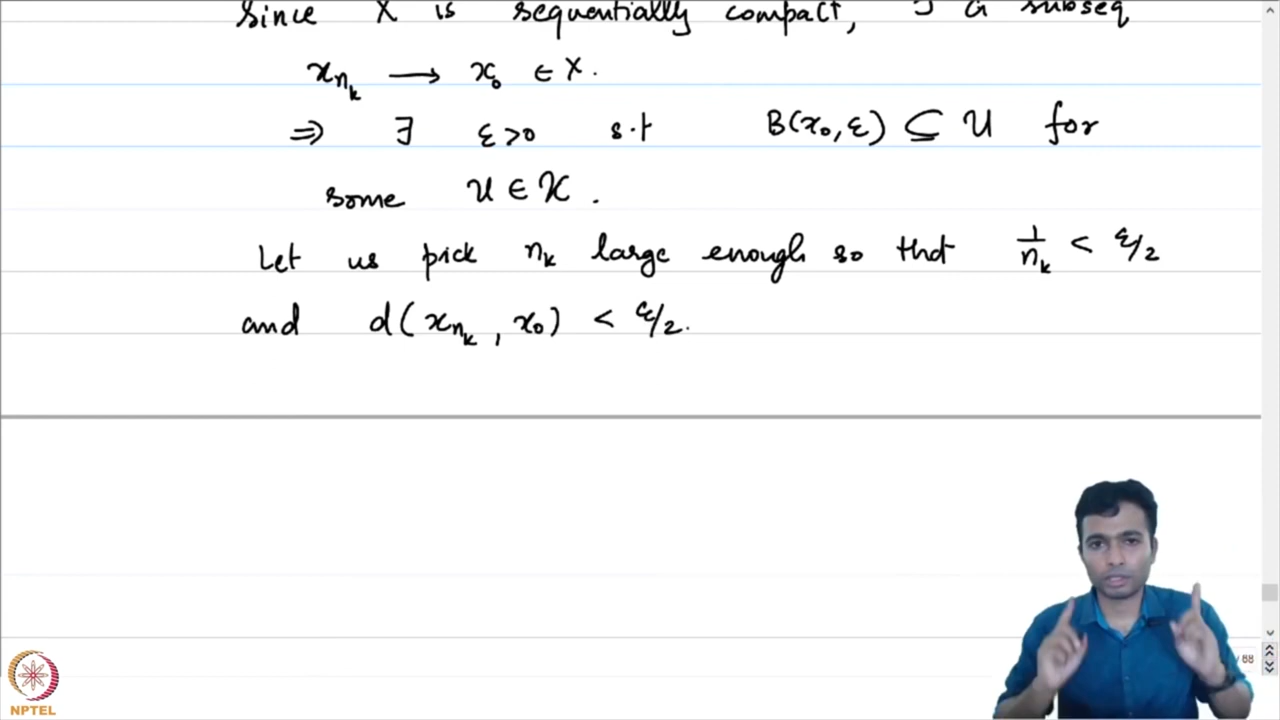 Since X is sequentially compact, ∃ a subseq
x_{n_k} → x_0 ∈ X.
⇒ ∃ ε>0 s.t B(x_0, ε) ⊆ U for
some U ∈ 𝒰.
Let us pick n_k large enough so that 1/n_k < ε/2
and d(x_{n_k}, x_0) < ε/2.
/ 68
NPTEL